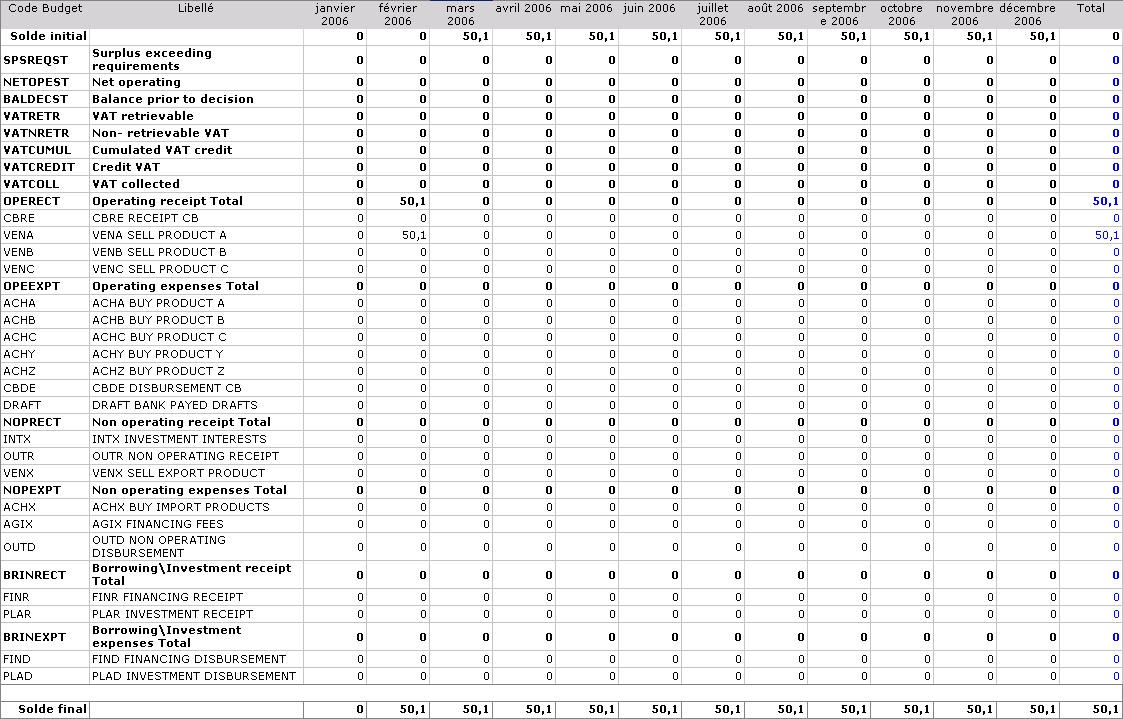 Code Budget Libellé janvier 2006 février 2006 mars 2006 avril 2006 mai 2006 juin 2006 juillet 2006 août 2006 septembre 2006 octobre 2006 novembre 2006 décembre 2006 Total
Solde initial 0 0 50,1 50,1 50,1 50,1 50,1 50,1 50,1 50,1 50,1 50,1 0
SPSREQST Surplus exceeding requirements 0 0 0 0 0 0 0 0 0 0 0 0 0
NETOPEST Net operating 0 0 0 0 0 0 0 0 0 0 0 0 0
BALDECST Balance prior to decision 0 0 0 0 0 0 0 0 0 0 0 0 0
VATRETR VAT retrievable 0 0 0 0 0 0 0 0 0 0 0 0 0
VATNRETR Non- retrievable VAT 0 0 0 0 0 0 0 0 0 0 0 0 0
VATCUMUL Cumulated VAT credit 0 0 0 0 0 0 0 0 0 0 0 0 0
VATCREDIT Credit VAT 0 0 0 0 0 0 0 0 0 0 0 0 0
VATCOLL VAT collected 0 0 0 0 0 0 0 0 0 0 0 0 0
OPERECT Operating receipt Total 0 50,1 0 0 0 0 0 0 0 0 0 0 50,1
CBRE CBRE RECEIPT CB 0 0 0 0 0 0 0 0 0 0 0 0 0
VENA VENA SELL PRODUCT A 0 50,1 0 0 0 0 0 0 0 0 0 0 50,1
VENB VENB SELL PRODUCT B 0 0 0 0 0 0 0 0 0 0 0 0 0
VENC VENC SELL PRODUCT C 0 0 0 0 0 0 0 0 0 0 0 0 0
OPEEXPT Operating expenses Total 0 0 0 0 0 0 0 0 0 0 0 0 0
ACHA ACHA BUY PRODUCT A 0 0 0 0 0 0 0 0 0 0 0 0 0
ACHB ACHB BUY PRODUCT B 0 0 0 0 0 0 0 0 0 0 0 0 0
ACHC ACHC BUY PRODUCT C 0 0 0 0 0 0 0 0 0 0 0 0 0
ACHY ACHY BUY PRODUCT Y 0 0 0 0 0 0 0 0 0 0 0 0 0
ACHZ ACHZ BUY PRODUCT Z 0 0 0 0 0 0 0 0 0 0 0 0 0
CBDE CBDE DISBURSEMENT CB 0 0 0 0 0 0 0 0 0 0 0 0 0
DRAFT DRAFT BANK PAYED DRAFTS 0 0 0 0 0 0 0 0 0 0 0 0 0
NOPRECT Non operating receipt Total 0 0 0 0 0 0 0 0 0 0 0 0 0
INTX INTX INVESTMENT INTERESTS 0 0 0 0 0 0 0 0 0 0 0 0 0
OUTR OUTR NON OPERATING RECEIPT 0 0 0 0 0 0 0 0 0 0 0 0 0
VENX VENX SELL EXPORT PRODUCT 0 0 0 0 0 0 0 0 0 0 0 0 0
NOPEXPT Non operating expenses Total 0 0 0 0 0 0 0 0 0 0 0 0 0
ACHX ACHX BUY IMPORT PRODUCTS 0 0 0 0 0 0 0 0 0 0 0 0 0
AGIX AGIX FINANCING FEES 0 0 0 0 0 0 0 0 0 0 0 0 0
OUTD OUTD NON OPERATING DISBURSEMENT 0 0 0 0 0 0 0 0 0 0 0 0 0
BRINRECT Borrowing\Investment receipt Total 0 0 0 0 0 0 0 0 0 0 0 0 0
FINR FINR FINANCING RECEIPT 0 0 0 0 0 0 0 0 0 0 0 0 0
PLAR PLAR INVESTMENT RECEIPT 0 0 0 0 0 0 0 0 0 0 0 0 0
BRINEXPT Borrowing\Investment expenses Total 0 0 0 0 0 0 0 0 0 0 0 0 0
FIND FIND FINANCING DISBURSEMENT 0 0 0 0 0 0 0 0 0 0 0 0 0
PLAD PLAD INVESTMENT DISBURSEMENT 0 0 0 0 0 0 0 0 0 0 0 0 0
Solde final 0 50,1 50,1 50,1 50,1 50,1 50,1 50,1 50,1 50,1 50,1 50,1 50,1